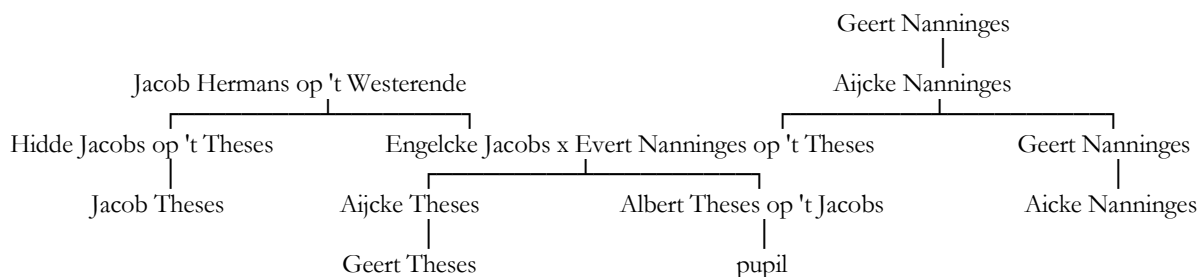 Geert Nanninges
Jacob Hermans op 't Westerende Aijcke Nanninges
Hidde Jacobs op 't Theses Engelcke Jacobs x Evert Nanninges op 't Theses Geert Nanninges
Jacob Theses Aijcke Theses Albert Theses op 't Jacobs Aicke Nanninges
Geert Theses pupil